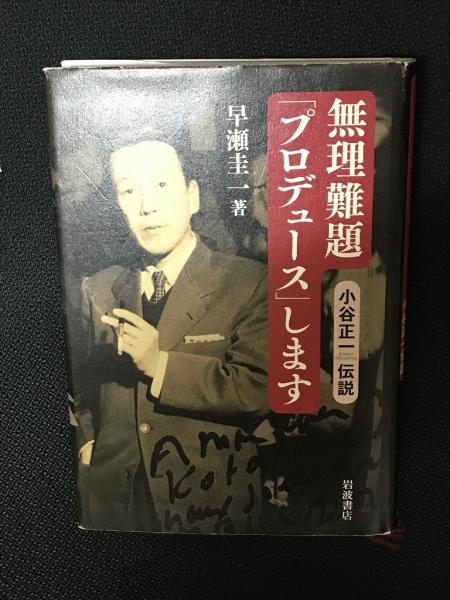 無理難題
「プロデュース」します
小谷正一 伝説
早瀬圭一 著
岩波書店